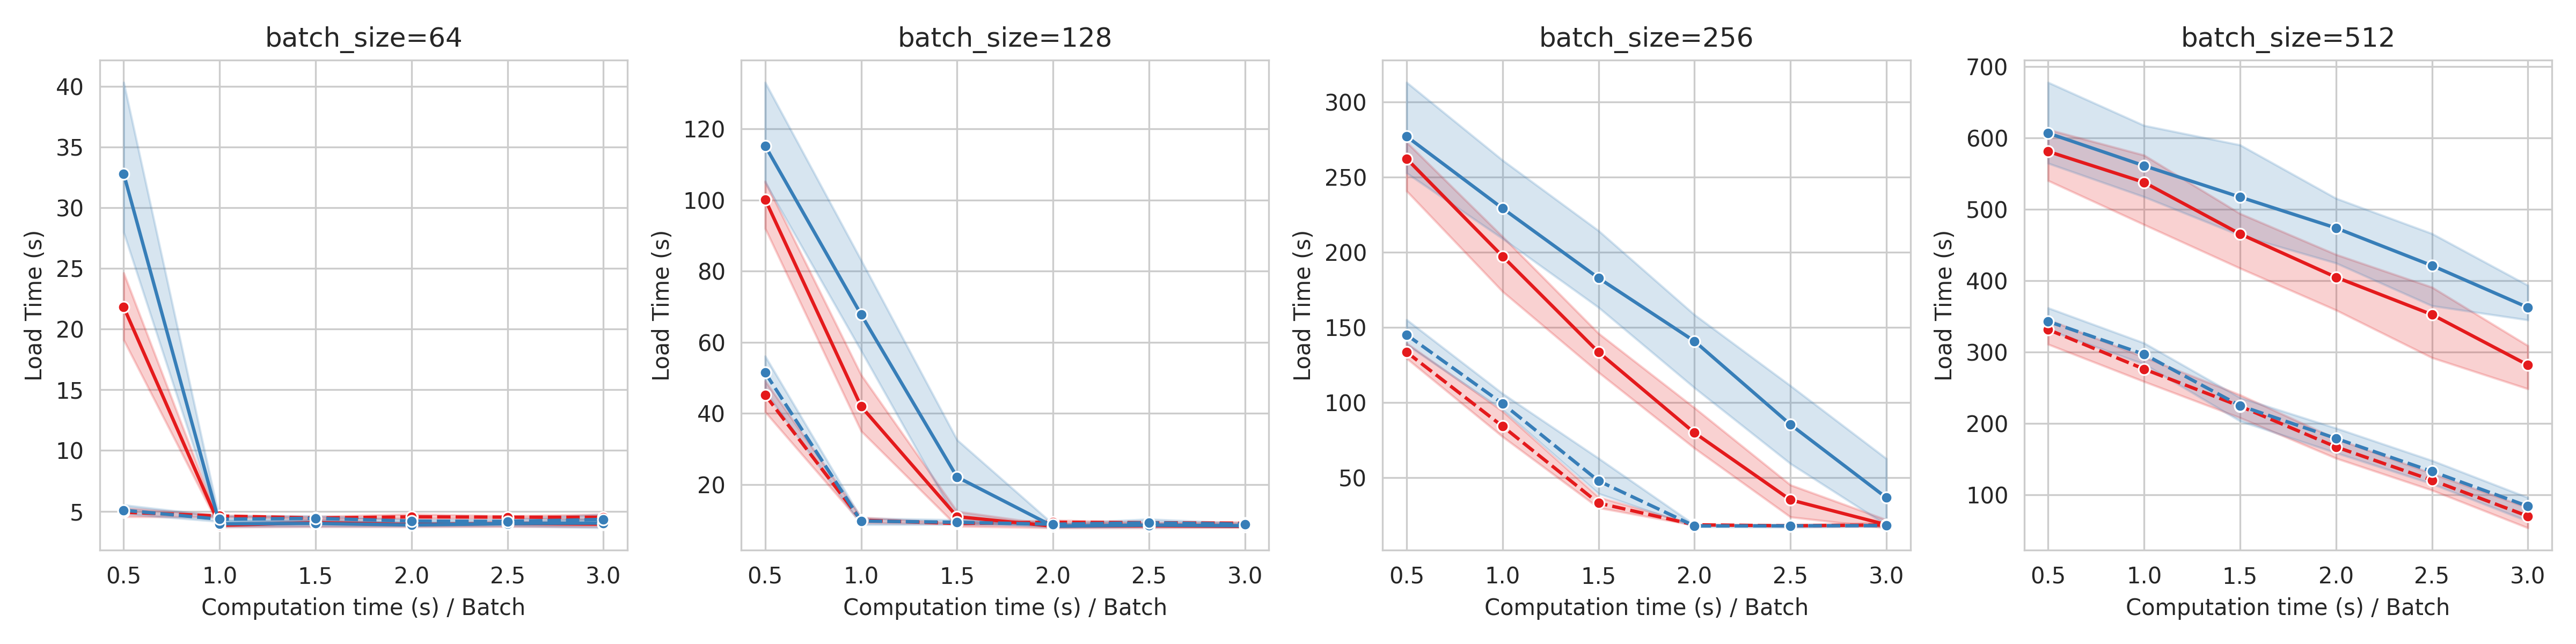 batch_size=64
40
35
30
25
20
15
10
5
Load Time (s)
0.5 1.0 1.5 2.0 2.5 3.0
Computation time (s) / Batch
batch_size=128
120
100
80
60
40
20
Load Time (s)
0.5 1.0 1.5 2.0 2.5 3.0
Computation time (s) / Batch
batch_size=256
300
250
200
150
100
50
Load Time (s)
0.5 1.0 1.5 2.0 2.5 3.0
Computation time (s) / Batch
batch_size=512
700
600
500
400
300
200
100
Load Time (s)
0.5 1.0 1.5 2.0 2.5 3.0
Computation time (s) / Batch